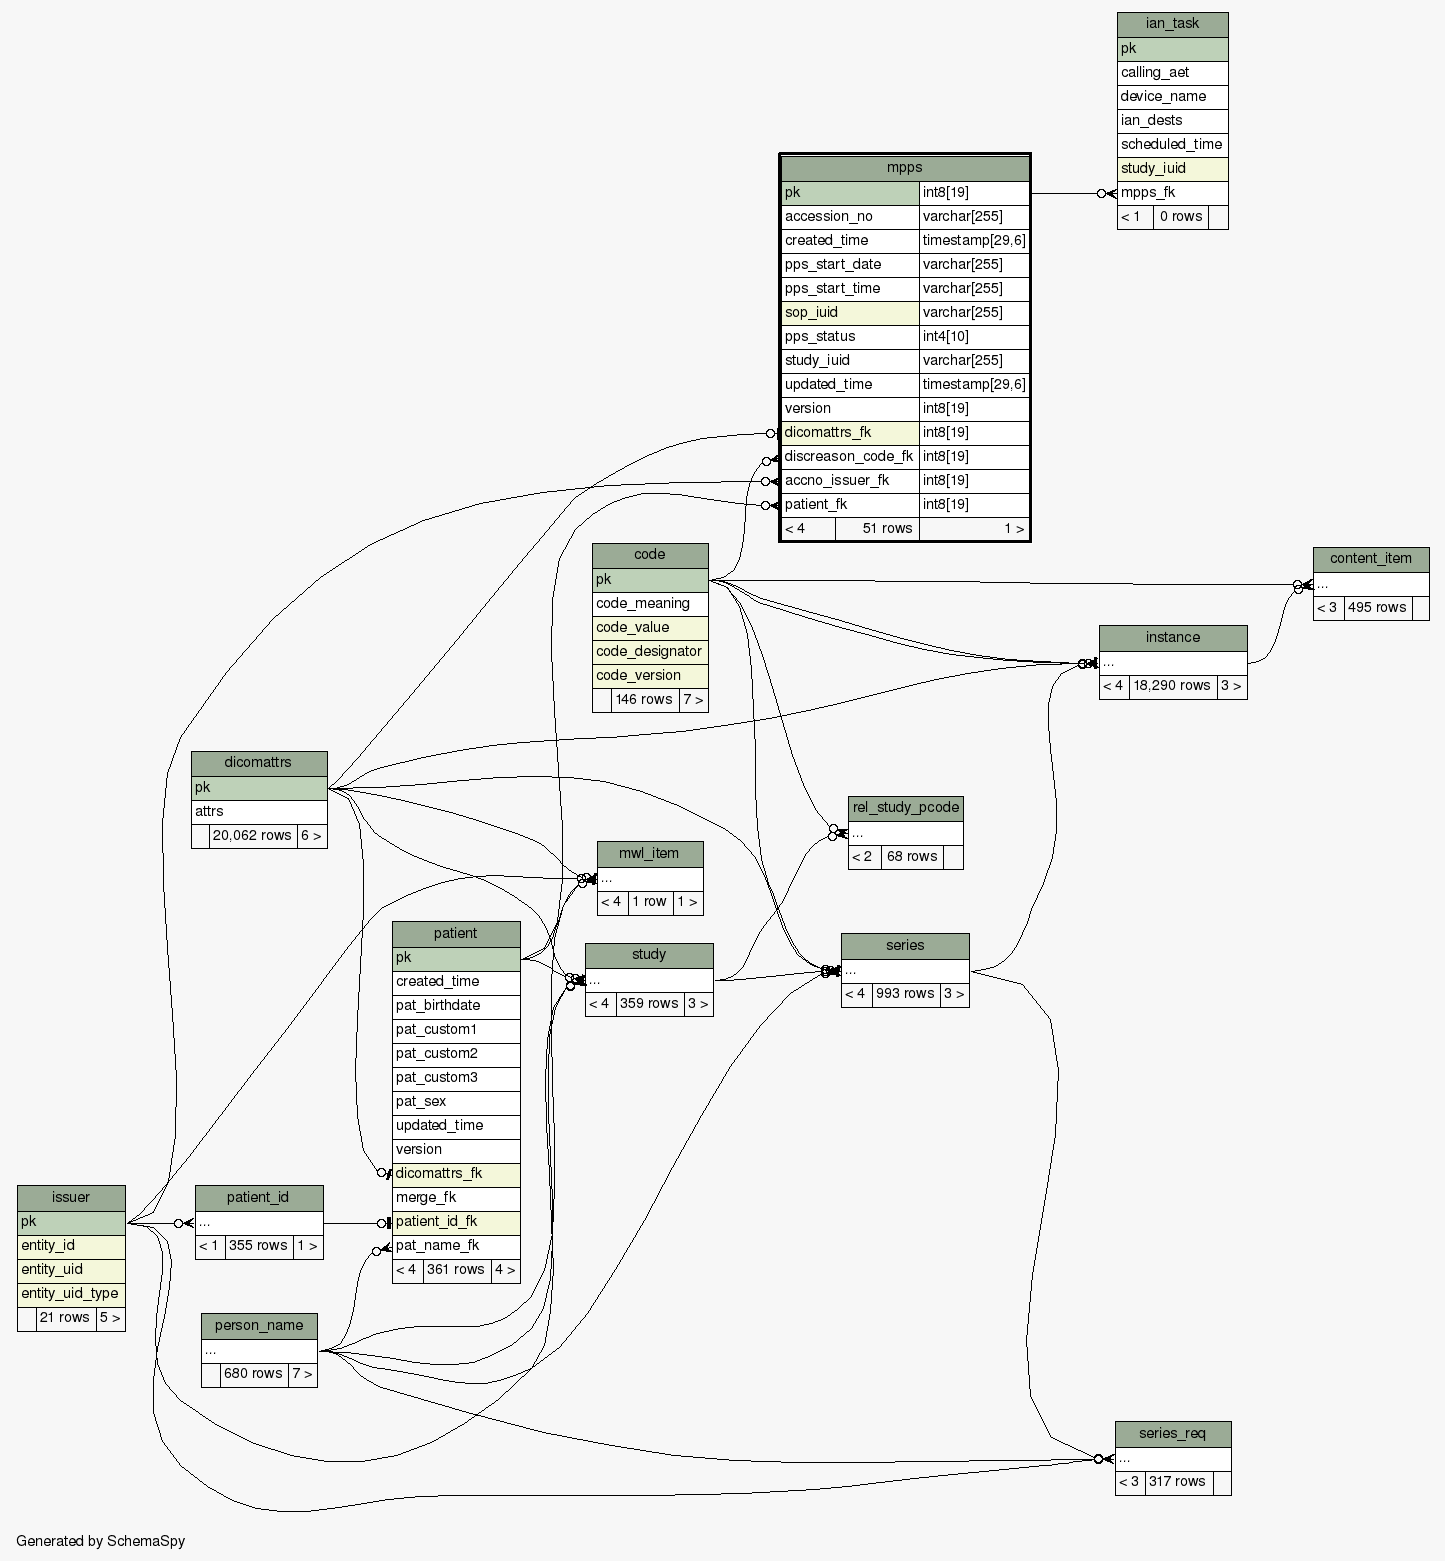 ian_task
pk
calling_aet
device_name
ian_dests
scheduled_time
study_iuid
mpps_fk
< 1 0 rows
mpps
pk int8[19]
accession_no varchar[255]
created_time timestamp[29,6]
pps_start_date varchar[255]
pps_start_time varchar[255]
sop_iuid varchar[255]
pps_status int4[10]
study_iuid varchar[255]
updated_time timestamp[29,6]
version int8[19]
dicomattrs_fk int8[19]
discreason_code_fk int8[19]
accno_issuer_fk int8[19]
patient_fk int8[19]
< 4 51 rows 1 >
code
pk
code_meaning
code_value
code_designator
code_version
146 rows 7 >
content_item
...
< 3 495 rows
instance
...
< 4 18,290 rows 3 >
dicomattrs
pk
attrs
20,062 rows 6 >
rel_study_pcode
...
< 2 68 rows
mwl_item
...
< 4 1 row 1 >
patient
pk
created_time
pat_birthdate
pat_custom1
pat_custom2
pat_custom3
pat_sex
updated_time
version
dicomattrs_fk
merge_fk
patient_id_fk
pat_name_fk
< 4 361 rows 4 >
study
...
< 4 359 rows 3 >
series
...
< 4 993 rows 3 >
issuer
pk
entity_id
entity_uid
entity_uid_type
21 rows 5 >
patient_id
...
< 1 355 rows 1 >
person_name
...
680 rows 7 >
series_req
...
< 3 317 rows
Generated by SchemaSpy